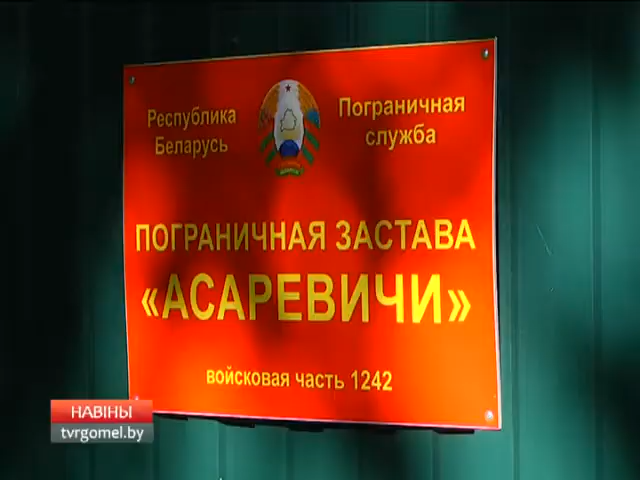 Республика
Беларусь
Пограничная
служба
ПОГРАНИЧНАЯ ЗАСТАВА
«АСАРЕВИЧИ»
войсковая часть 1242
НАВІНЫ
tvrgomel.by